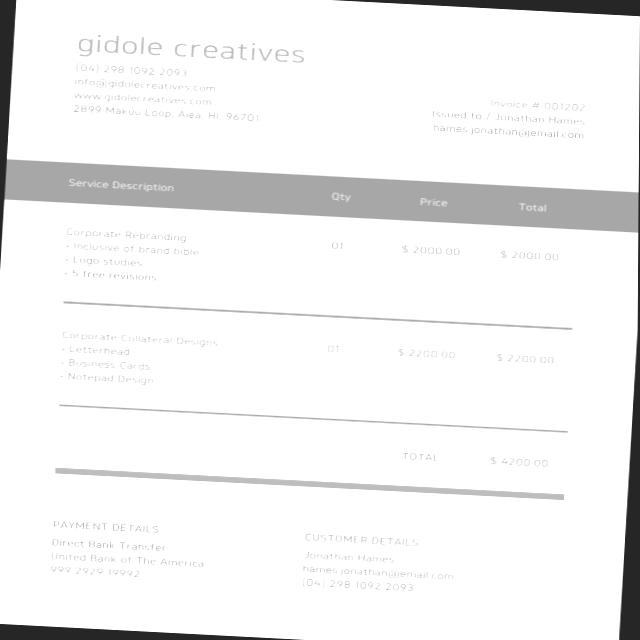 gidole creatives
(04) 298 1092 2093
info@gidolecreatives.com
www.gidolecreatives.com
2899 Makuu Loop, Aiea, HI, 96701
Invoice # 001202
Issued to / Jonathan Hames
hames.jonathan@jemail.com
Service Description Qty Price Total
Corporate Rebranding 01 $ 2000.00 $ 2000.00
- Inclusive of brand bible
- Logo studies
- 5 free revisions
Corporate Collateral Designs 01 $ 2200.00 $ 2200.00
- Letterhead
- Business Cards
- Notepad Design
TOTAL $ 4200.00
PAYMENT DETAILS
Direct Bank Transfer
United Bank of The America
999 2929 19992
CUSTOMER DETAILS
Jonathan Hames
hames.jonathan@jemail.com
(04) 298 1092 2093